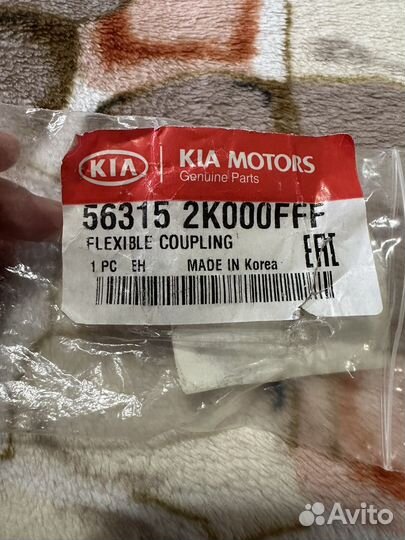 KIA
KIA MOTORS
Genuine Parts
56315 2K000FFF
FLEXIBLE COUPLING
1 PC EH MADE IN Korea
EAC
Avito